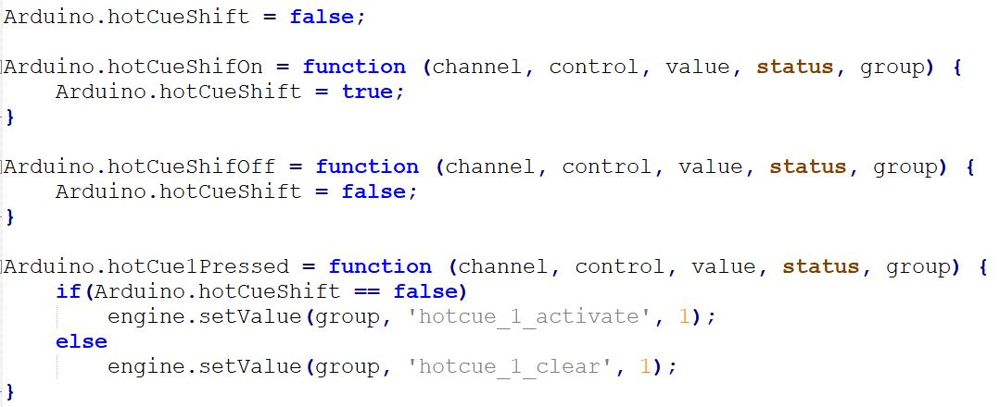 Arduino.hotCueShift = false;
Arduino.hotCueShifOn = function (channel, control, value, status, group) {
    Arduino.hotCueShift = true;
}
Arduino.hotCueShifOff = function (channel, control, value, status, group) {
    Arduino.hotCueShift = false;
}
Arduino.hotCue1Pressed = function (channel, control, value, status, group) {
    if(Arduino.hotCueShift == false)
        engine.setValue(group, 'hotcue_1_activate', 1);
    else
        engine.setValue(group, 'hotcue_1_clear', 1);
}